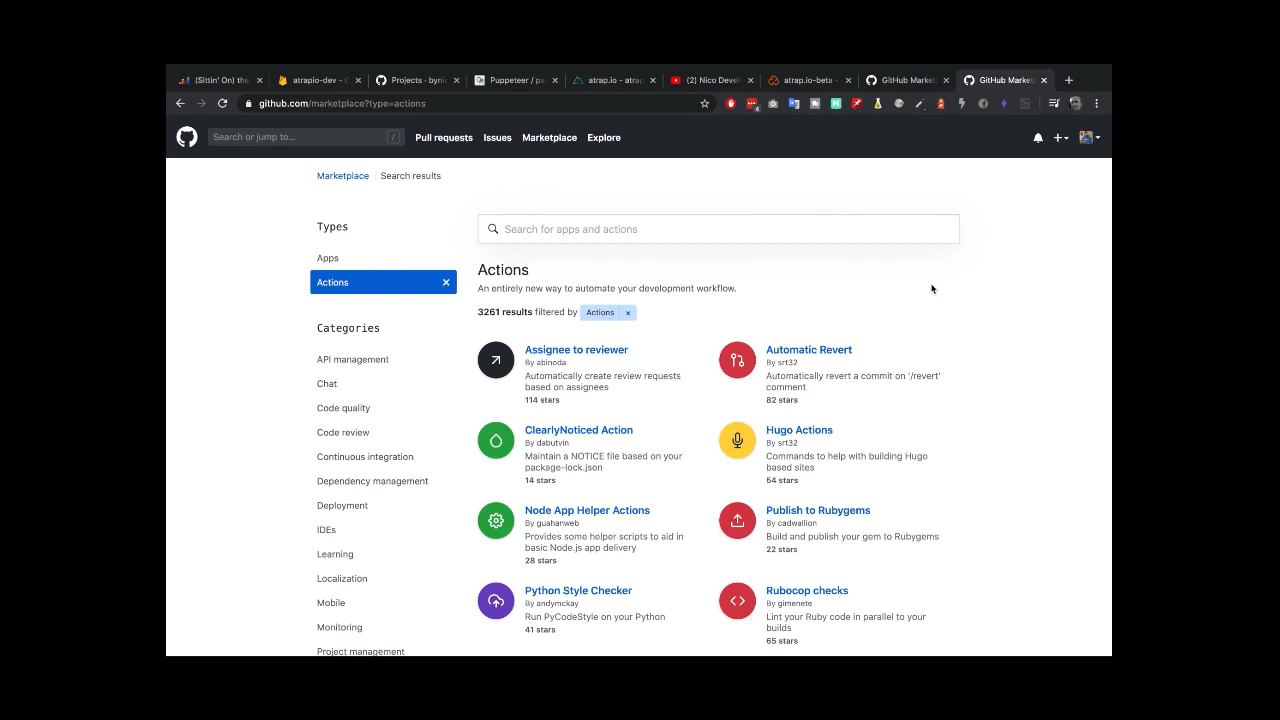 (Sittin' On) the
atrapio-dev - C
Projects · byni
Puppeteer / pa
atrap.io - atrap
(2) Nico Devel
atrap.io-beta -
GitHub Market
GitHub Market
github.com/marketplace?type=actions
Search or jump to...
/
Pull requests
Issues
Marketplace
Explore
Marketplace / Search results
Types
Apps
Actions
Categories
API management
Chat
Code quality
Code review
Continuous integration
Dependency management
Deployment
IDEs
Learning
Localization
Mobile
Monitoring
Project management
Search for apps and actions
Actions
An entirely new way to automate your development workflow.
3261 results filtered by Actions ×
Assignee to reviewer
By abinoda
Automatically create review requests
based on assignees
114 stars
Automatic Revert
By srt32
Automatically revert a commit on '/revert'
comment
82 stars
ClearlyNoticed Action
By dabutvin
Maintain a NOTICE file based on your
package-lock.json
14 stars
Hugo Actions
By srt32
Commands to help with building Hugo
based sites
54 stars
Node App Helper Actions
By guahanweb
Provides some helper scripts to aid in
basic Node.js app delivery
28 stars
Publish to Rubygems
By cadwallion
Build and publish your gem to Rubygems
22 stars
Python Style Checker
By andymckay
Run PyCodeStyle on your Python
41 stars
Rubocop checks
By gimenete
Lint your Ruby code in parallel to your
builds
65 stars